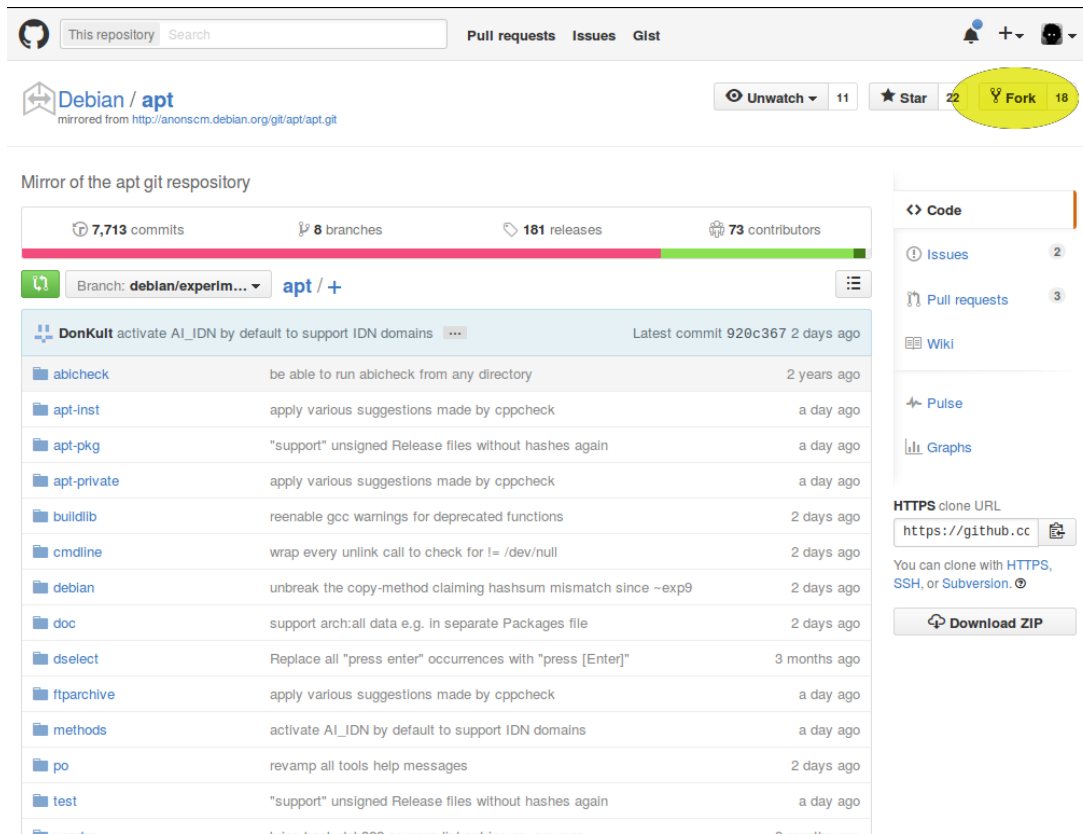 This repository Search Pull requests Issues Gist
Debian / apt Unwatch 11 Star 22 Fork 18
mirrored from http://anonscm.debian.org/git/apt/apt.git
Mirror of the apt git respository
7,713 commits 8 branches 181 releases 73 contributors
Branch: debian/experim... apt / +
DonKult activate AI_IDN by default to support IDN domains ... Latest commit 920c367 2 days ago
abicheck be able to run abicheck from any directory 2 years ago
apt-inst apply various suggestions made by cppcheck a day ago
apt-pkg "support" unsigned Release files without hashes again a day ago
apt-private apply various suggestions made by cppcheck a day ago
buildlib reenable gcc warnings for deprecated functions 2 days ago
cmdline wrap every unlink call to check for != /dev/null 2 days ago
debian unbreak the copy-method claiming hashsum mismatch since ~exp9 2 days ago
doc support arch:all data e.g. in separate Packages file 2 days ago
dselect Replace all "press enter" occurrences with "press [Enter]" 3 months ago
ftparchive apply various suggestions made by cppcheck a day ago
methods activate AI_IDN by default to support IDN domains a day ago
po revamp all tools help messages 2 days ago
test "support" unsigned Release files without hashes again a day ago
Code
Issues 2
Pull requests 3
Wiki
Pulse
Graphs
HTTPS clone URL
https://github.cc
You can clone with HTTPS,
SSH, or Subversion.
Download ZIP